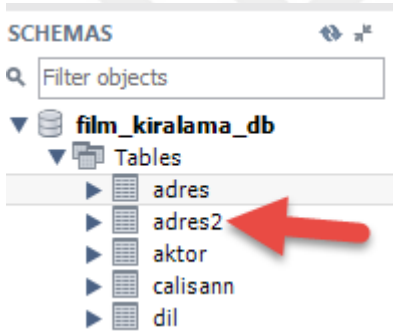 SCHEMAS
Filter objects
film_kiralama_db
Tables
adres
adres2
aktor
calisann
dil